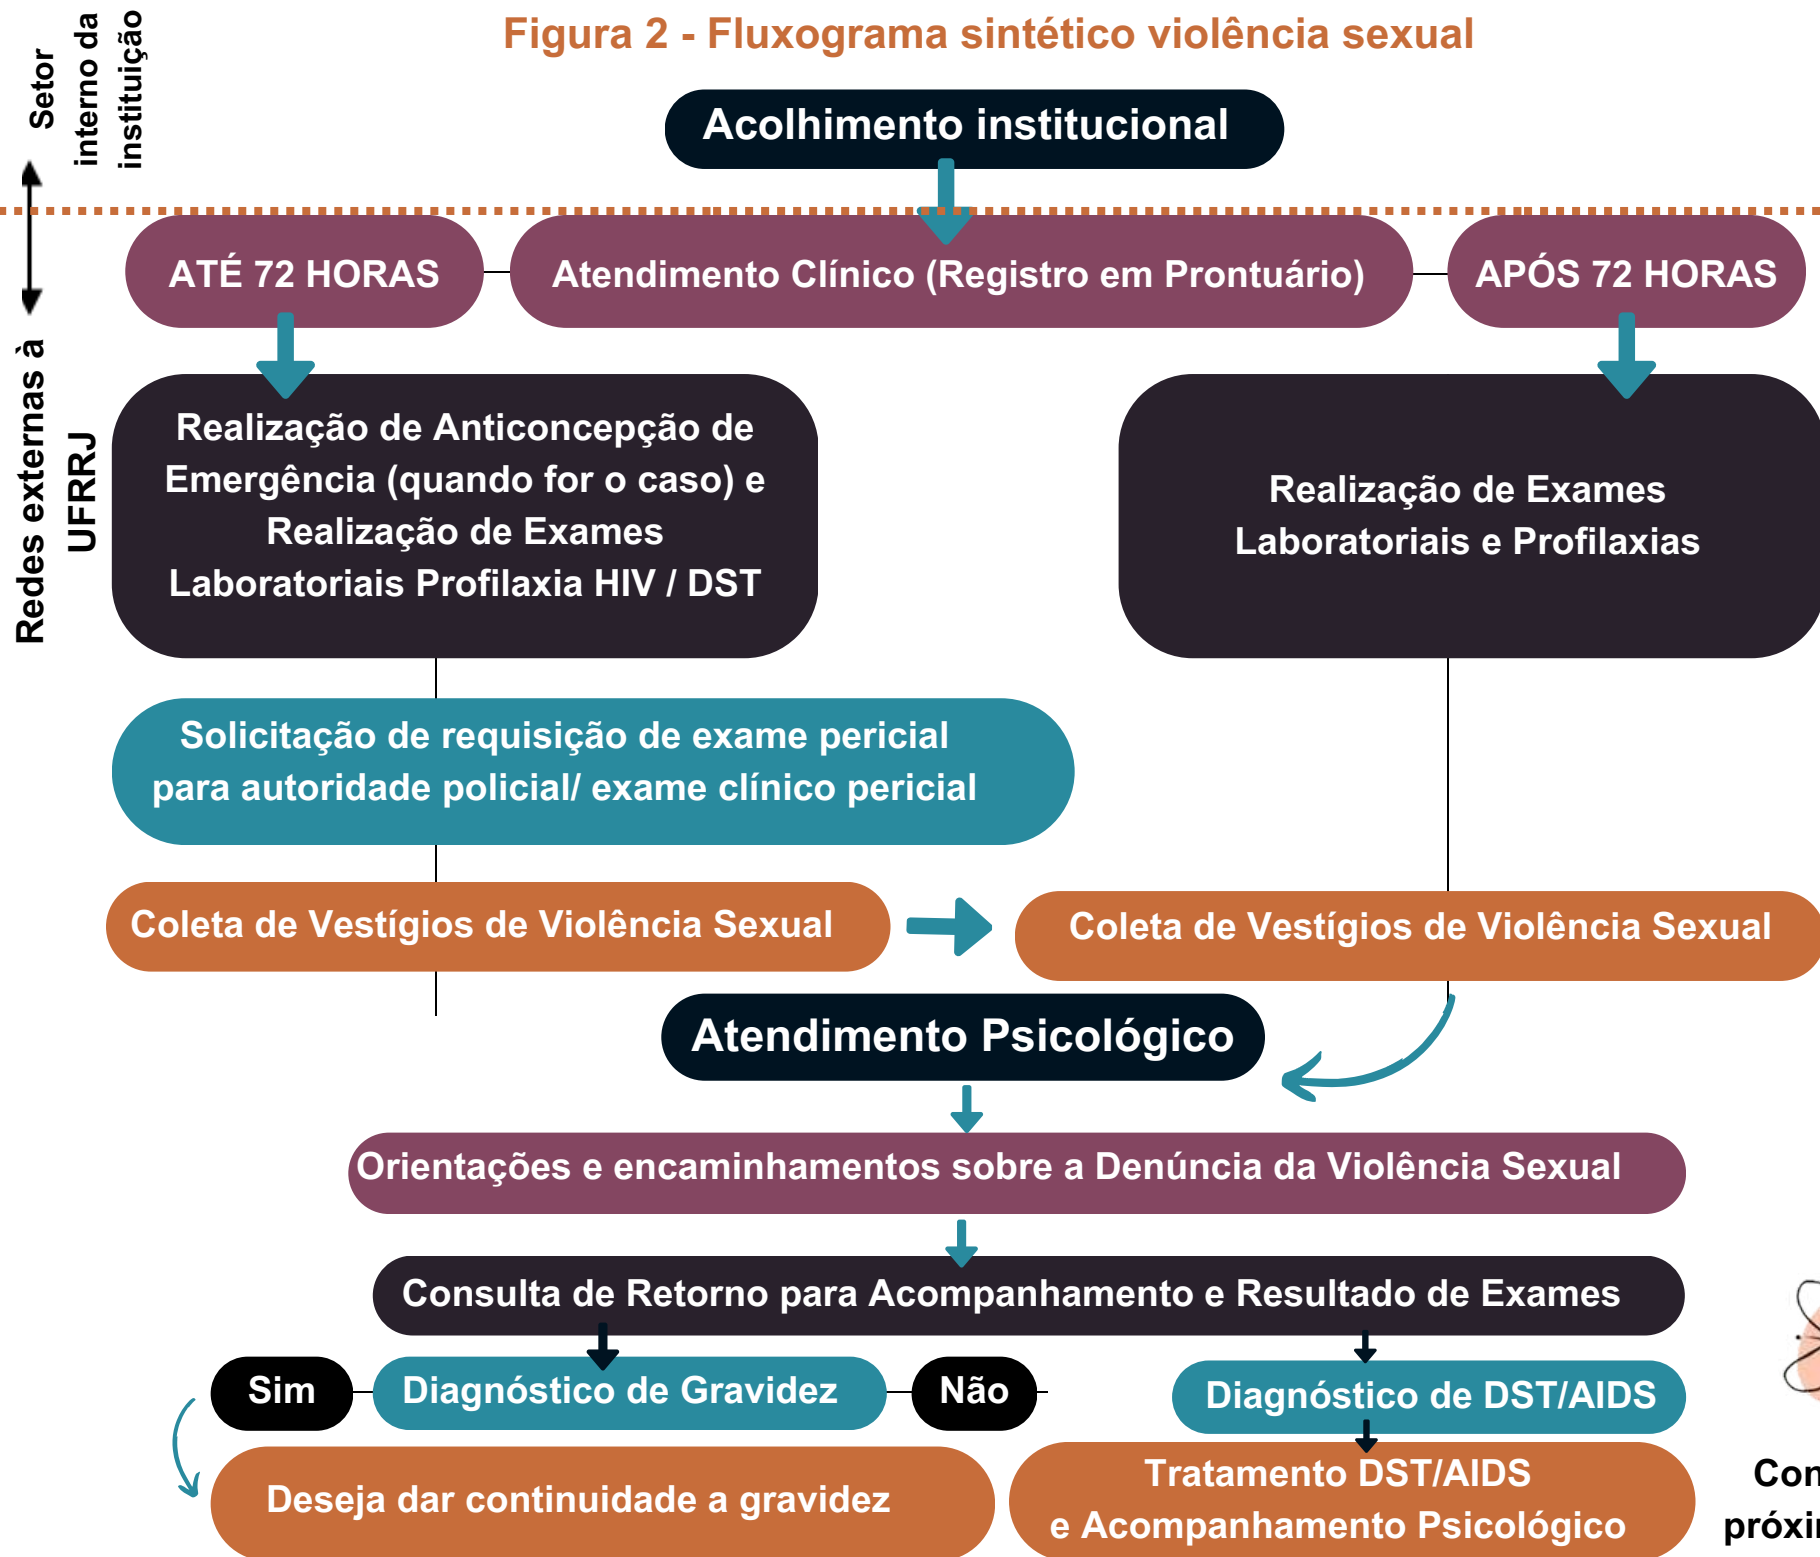 Figura 2 - Fluxograma sintético violência sexual
Setor
interno da
instituição
Acolhimento institucional
ATÉ 72 HORAS
Atendimento Clínico (Registro em Prontuário)
APÓS 72 HORAS
Redes externas à
UFRRJ
Realização de Anticoncepção de
Emergência (quando for o caso) e
Realização de Exames
Laboratoriais Profilaxia HIV / DST
Realização de Exames
Laboratoriais e Profilaxias
Solicitação de requisição de exame pericial
para autoridade policial/ exame clínico pericial
Coleta de Vestígios de Violência Sexual
Coleta de Vestígios de Violência Sexual
Atendimento Psicológico
Orientações e encaminhamentos sobre a Denúncia da Violência Sexual
Consulta de Retorno para Acompanhamento e Resultado de Exames
Sim
Diagnóstico de Gravidez
Não
Diagnóstico de DST/AIDS
Deseja dar continuidade a gravidez
Tratamento DST/AIDS
e Acompanhamento Psicológico